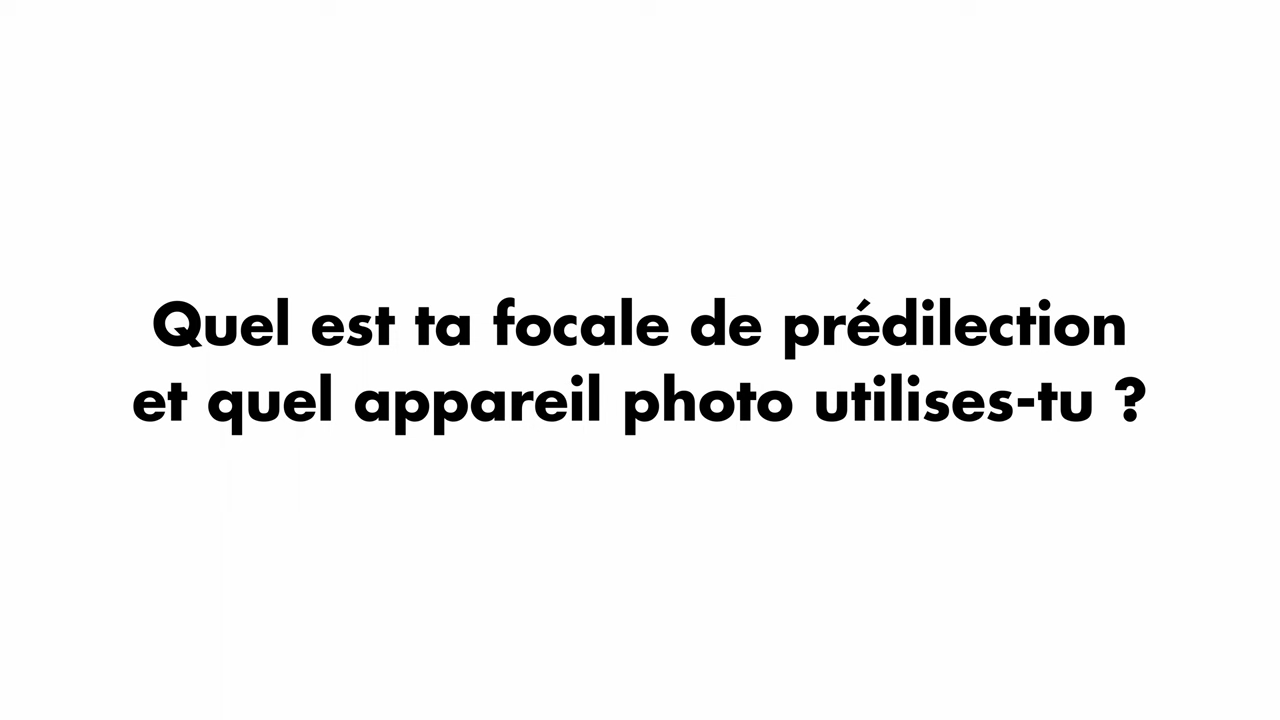 Quel est ta focale de prédilection
et quel appareil photo utilises-tu ?